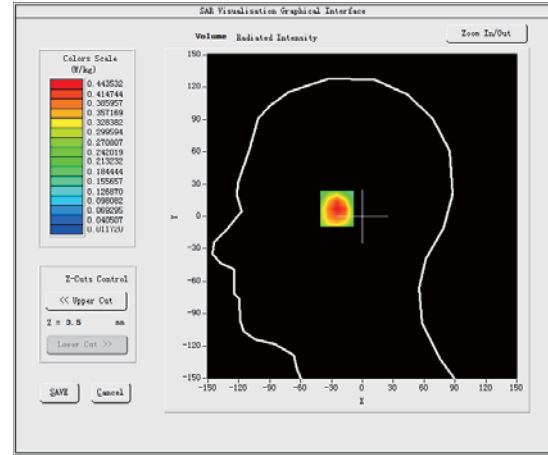 SAR Visualisation Graphical Interface
Volume Radiated Intensity
Zoom In/Out
Colors Scale
(W/kg)
0.443532
0.414744
0.385957
0.357169
0.328382
0.299594
0.270807
0.242019
0.213232
0.184444
0.155657
0.126870
0.098082
0.069295
0.040507
0.011720
Z-Cuts Control
<< Upper Cut
Z = 3.5 mm
Lower Cut >>
SAVE Cancel
150
120
90
60
30
0
-30
-60
-90
-120
-150
Y
-150 -120 -90 -60 -30 0 30 60 90 120 150
X